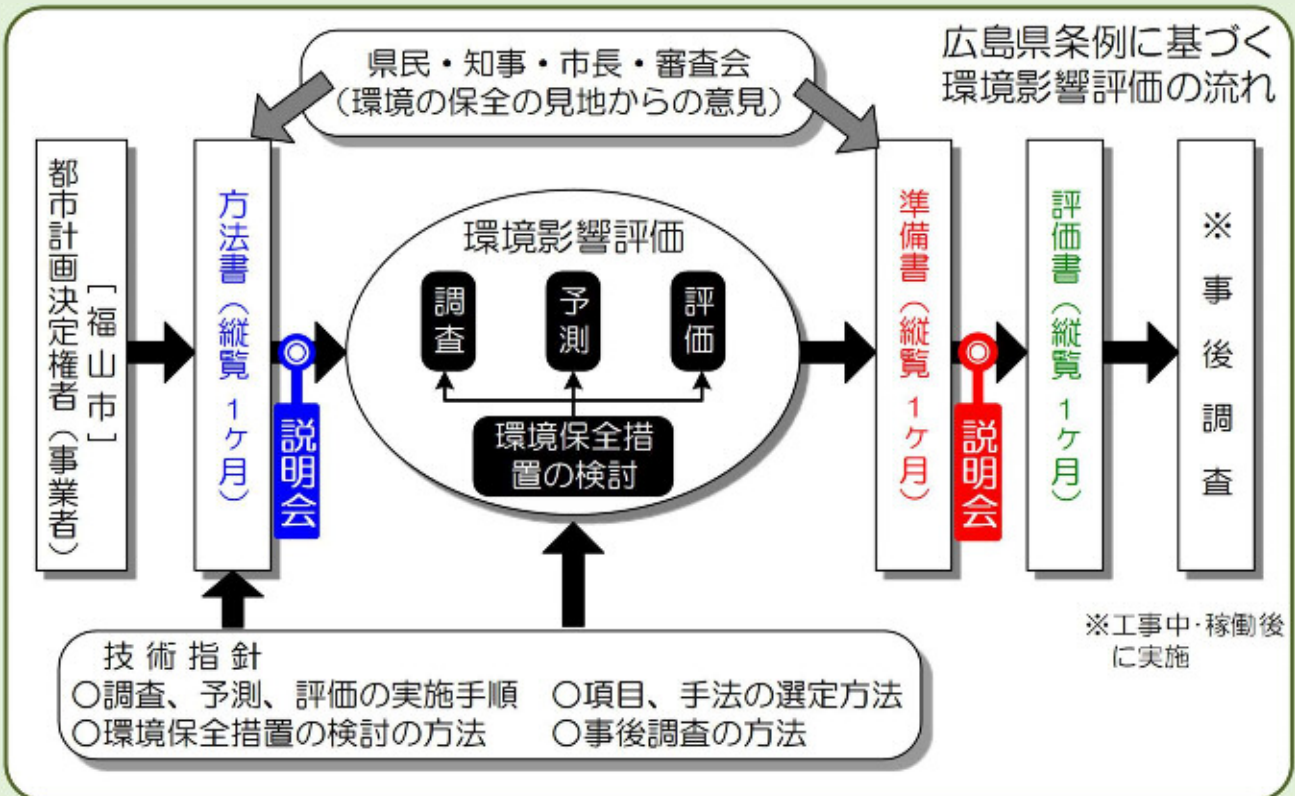 広島県条例に基づく
環境影響評価の流れ
県民・知事・市長・審査会
（環境の保全の見地からの意見）
都市計画決定権者（事業者）
［福山市］
方法書（縦覧 1ヶ月）
説明会
環境影響評価
調査
予測
評価
環境保全措
置の検討
準備書（縦覧 1ヶ月）
説明会
評価書（縦覧 1ヶ月）
※事後調査
※工事中・稼働後
に実施
技術指針
○調査、予測、評価の実施手順
○項目、手法の選定方法
○環境保全措置の検討の方法
○事後調査の方法